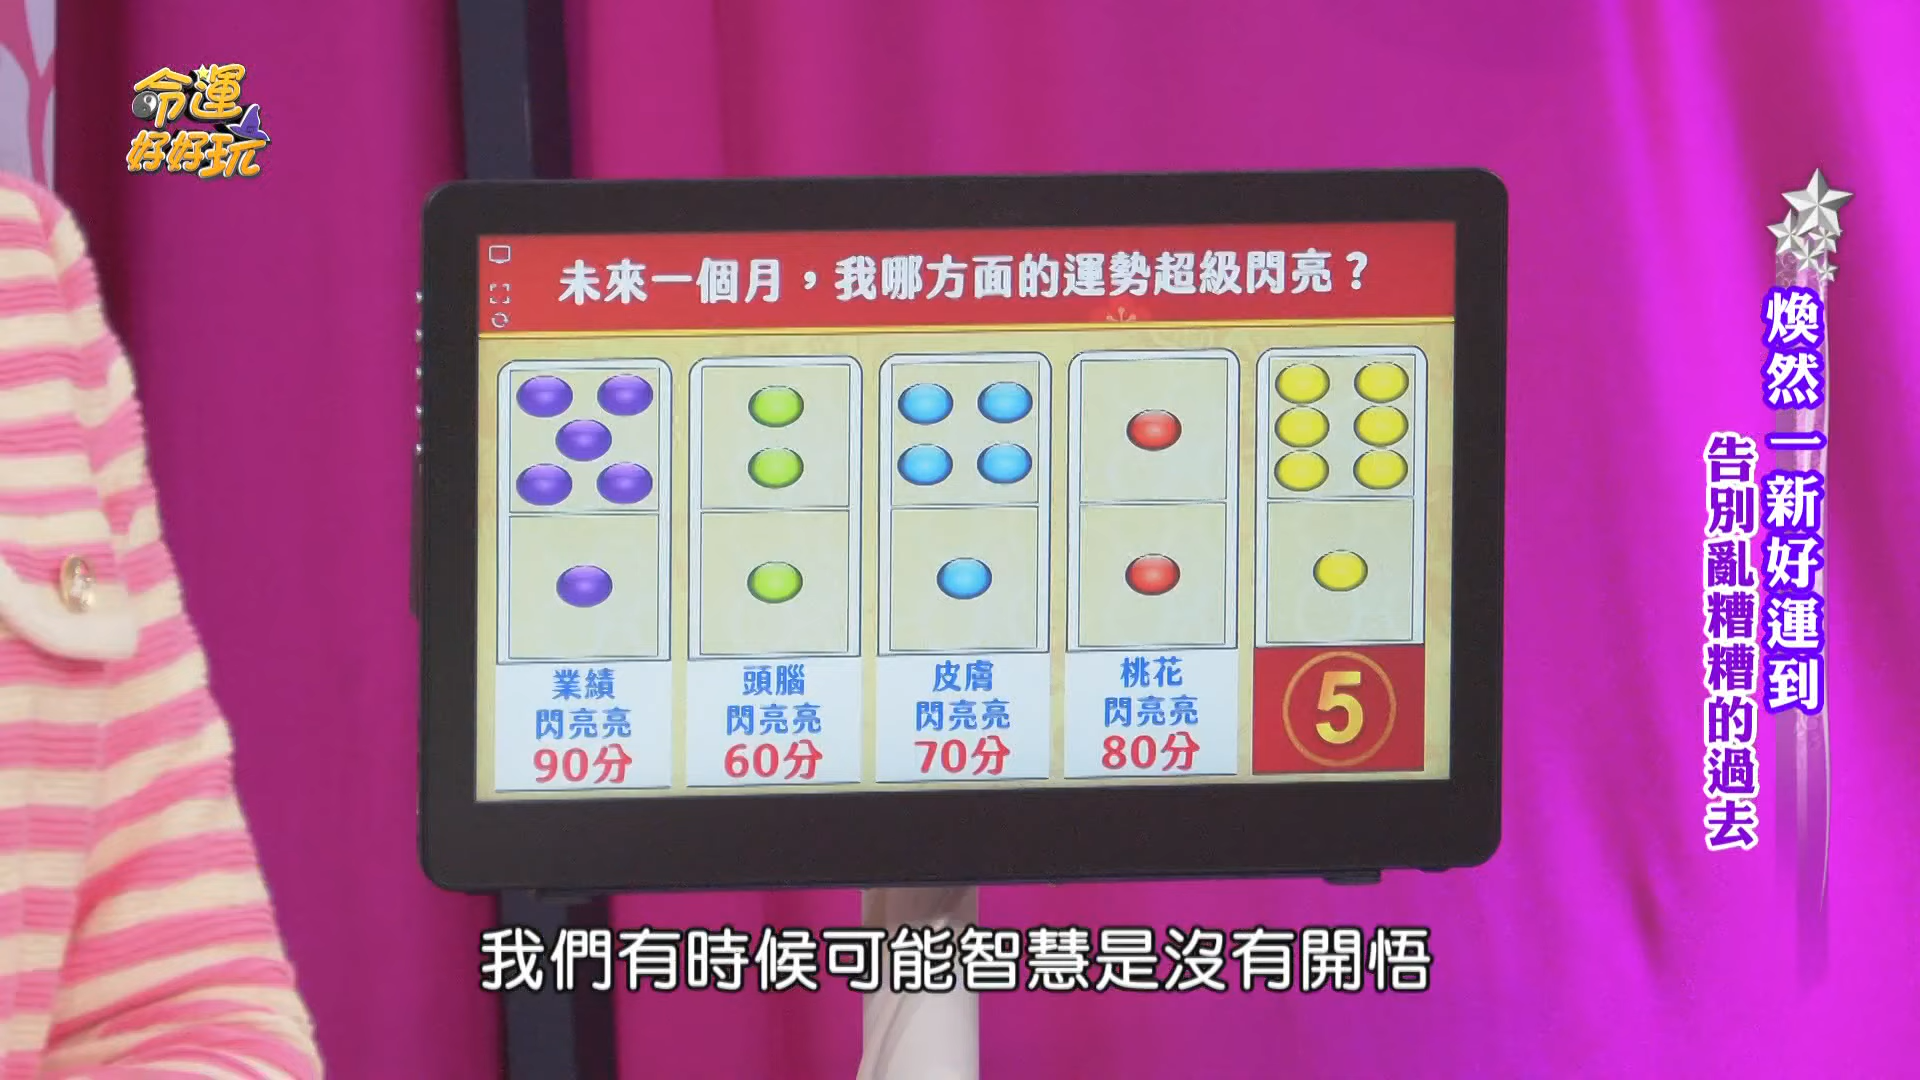 命運
好好玩
未來一個月，我哪方面的運勢超級閃亮？
業績
閃亮亮
90分
頭腦
閃亮亮
60分
皮膚
閃亮亮
70分
桃花
閃亮亮
80分
5
煥然一新好運到
告別亂糟糟的過去
我們有時候可能智慧是沒有開悟